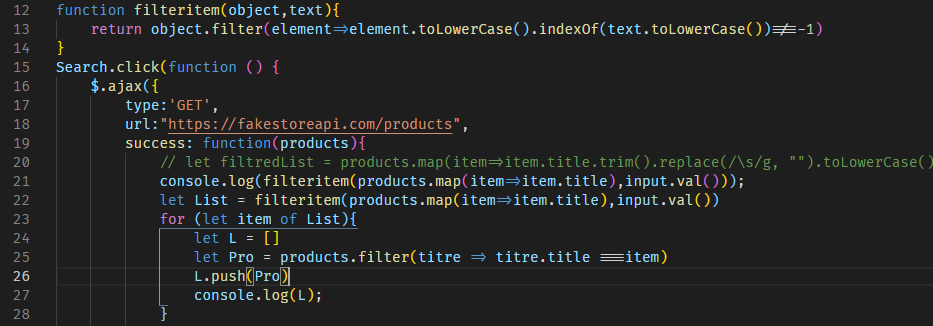 12 function filteritem(object,text){
13     return object.filter(element=>element.toLowerCase().indexOf(text.toLowerCase())!==-1)
14 }
15 Search.click(function () {
16     $.ajax({
17         type:'GET',
18         url:"https://fakestoreapi.com/products",
19         success: function(products){
20             // let filtredList = products.map(item=>item.title.trim().replace(/\s/g, "").toLowerCase()
21             console.log(filteritem(products.map(item=>item.title),input.val()));
22             let List = filteritem(products.map(item=>item.title),input.val())
23             for (let item of List){
24                 let L = []
25                 let Pro = products.filter(titre => titre.title ===item)
26                 L.push(Pro)
27                 console.log(L);
28             }